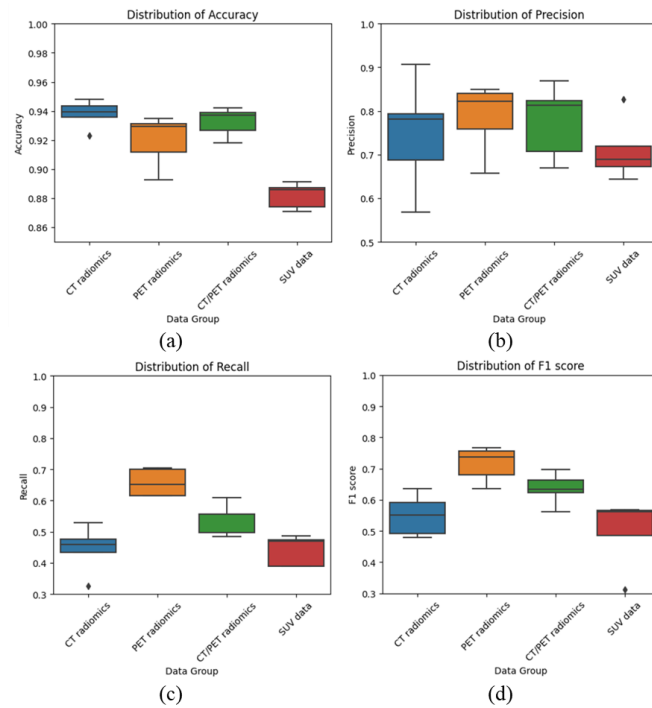 Distribution of Accuracy
1.00
0.98
0.96
0.94
0.92
0.90
0.88
0.86
Accuracy
CT radiomics
PET radiomics
CT/PET radiomics
SUV data
Data Group
(a)
Distribution of Precision
1.0
0.9
0.8
0.7
0.6
0.5
Precision
CT radiomics
PET radiomics
CT/PET radiomics
SUV data
Data Group
(b)
Distribution of Recall
1.0
0.9
0.8
0.7
0.6
0.5
0.4
0.3
Recall
CT radiomics
PET radiomics
CT/PET radiomics
SUV data
Data Group
(c)
Distribution of F1 score
1.0
0.9
0.8
0.7
0.6
0.5
0.4
0.3
F1 score
CT radiomics
PET radiomics
CT/PET radiomics
SUV data
Data Group
(d)